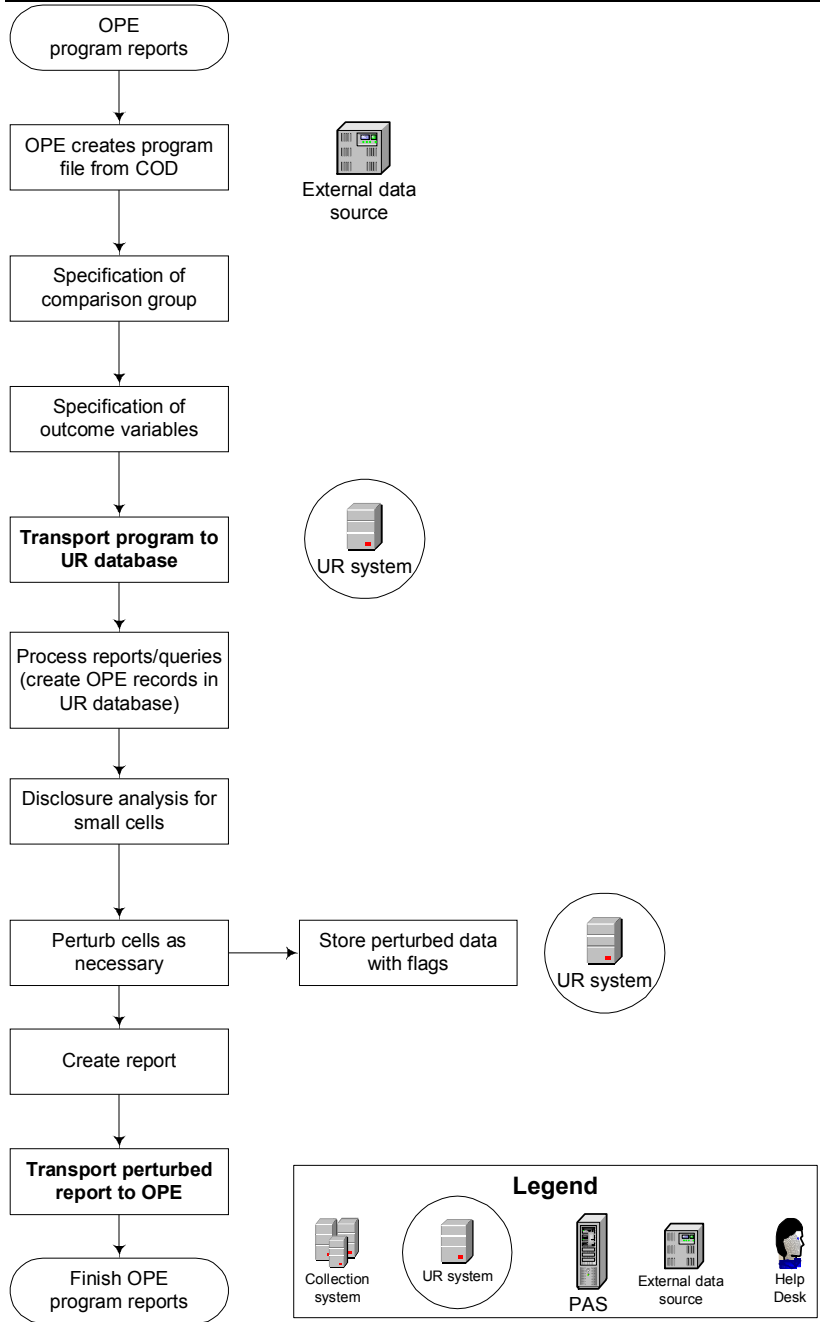 OPE
program reports
OPE creates program
file from COD
External data
source
Specification of
comparison group
Specification of
outcome variables
Transport program to
UR database
UR system
Process reports/queries
(create OPE records in
UR database)
Disclosure analysis for
small cells
Perturb cells as
necessary
Store perturbed data
with flags
UR system
Create report
Transport perturbed
report to OPE
Finish OPE
program reports
Legend
Collection
system
UR system
PAS
External data
source
Help
Desk